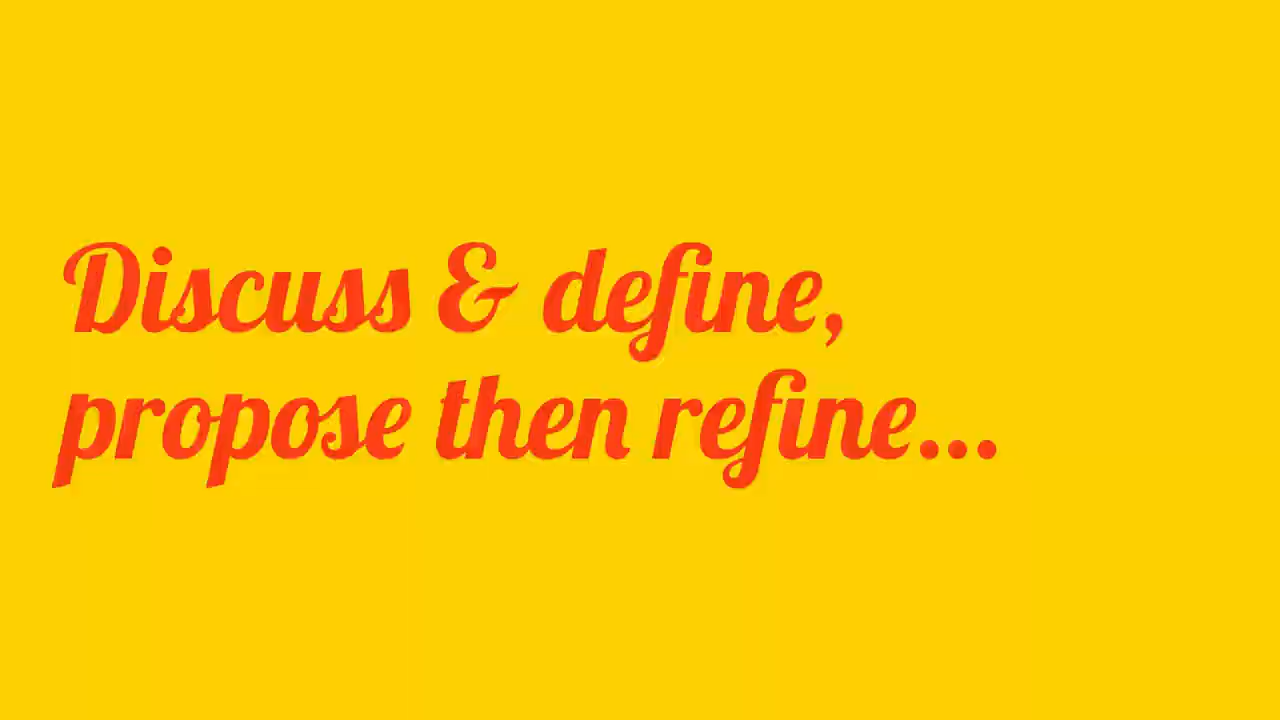 Discuss & define,
propose then refine...